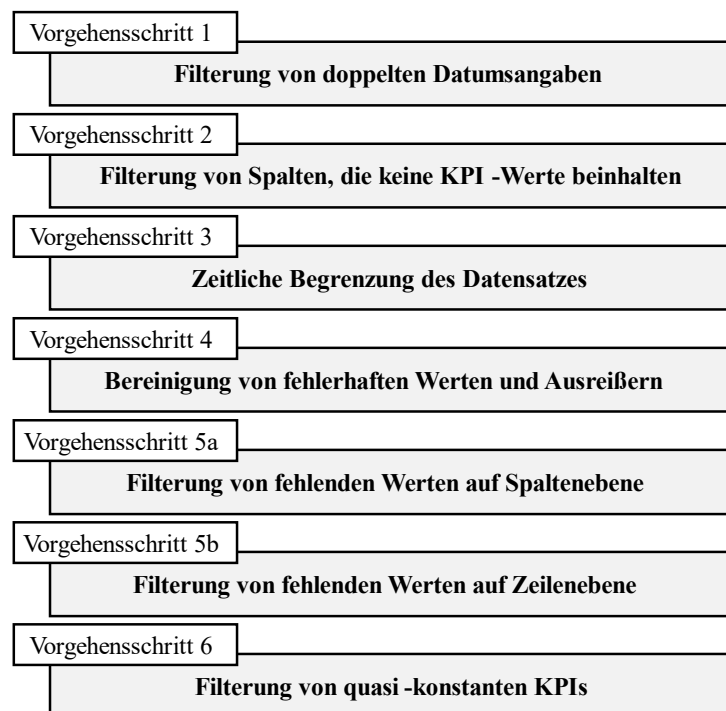 Vorgehensschritt 1
Filterung von doppelten Datumsangaben
Vorgehensschritt 2
Filterung von Spalten, die keine KPI -Werte beinhalten
Vorgehensschritt 3
Zeitliche Begrenzung des Datensatzes
Vorgehensschritt 4
Bereinigung von fehlerhaften Werten und Ausreißern
Vorgehensschritt 5a
Filterung von fehlenden Werten auf Spaltenebene
Vorgehensschritt 5b
Filterung von fehlenden Werten auf Zeilenebene
Vorgehensschritt 6
Filterung von quasi -konstanten KPIs